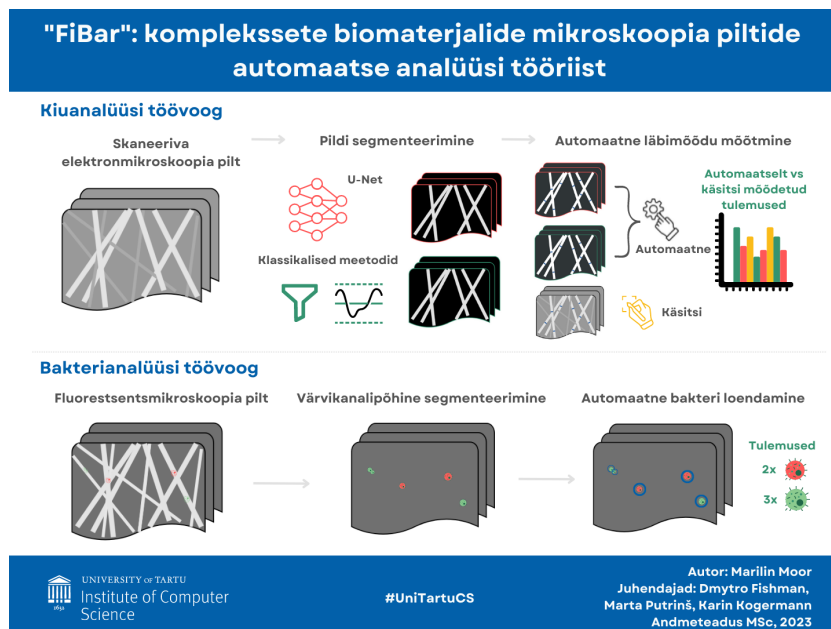 "FiBar": komplekssete biomaterjalide mikroskoopia piltide
automaatse analüüsi tööriist
Kiuanalüüsi töövoog
Skaneeriva
elektronmikroskoopia pilt
Pildi segmenteerimine
Automaatne läbimõõdu mõõtmine
U-Net
Klassikalised meetodid
Automaatne
Käsitsi
Automaatselt vs
käsitsi mõõdetud
tulemused
Bakterianalüüsi töövoog
Fluorestsentsmikroskoopia pilt
Värvikanalipõhine segmenteerimine
Automaatne bakteri loendamine
Tulemused
2x
3x
UNIVERSITY OF TARTU
Institute of Computer
Science
1632
#UniTartuCS
Autor: Marilin Moor
Juhendajad: Dmytro Fishman,
Marta Putrinš, Karin Kogermann
Andmeteadus MSc, 2023